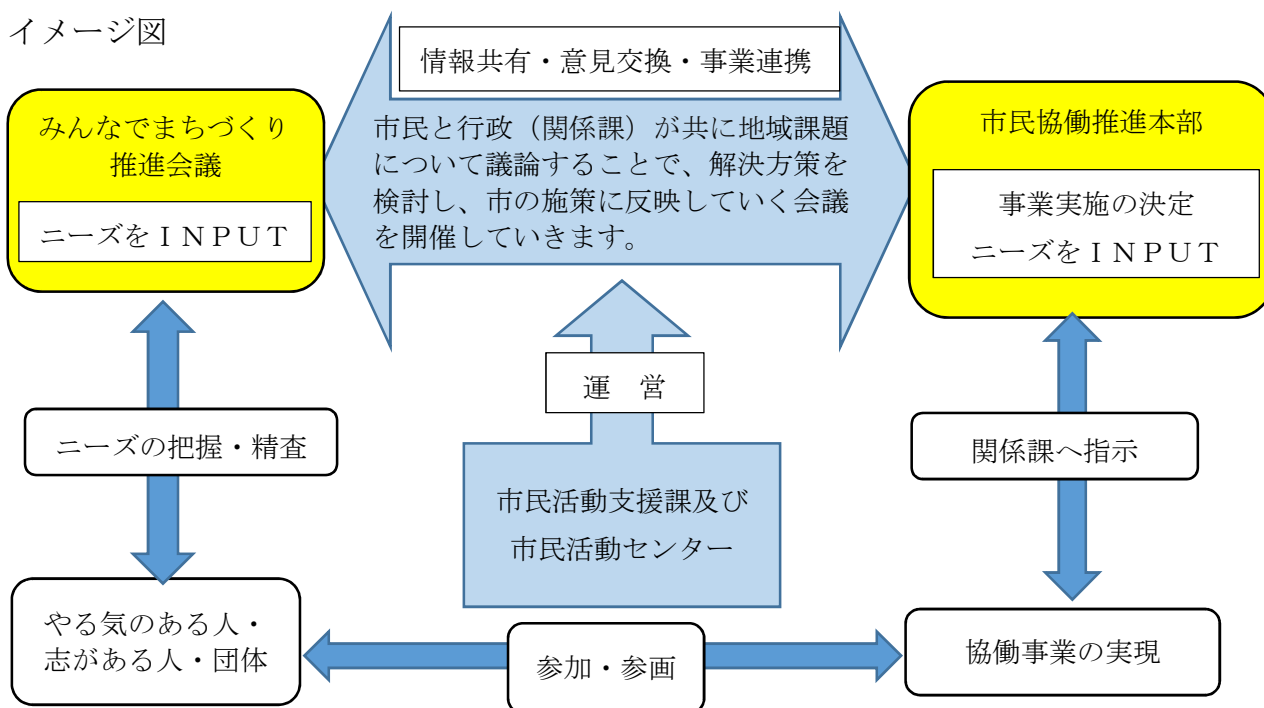 イメージ図
情報共有・意見交換・事業連携
みんなでまちづくり
推進会議
ニーズをＩＮＰＵＴ
市民と行政（関係課）が共に地域課題
について議論することで、解決方策を
検討し、市の施策に反映していく会議
を開催していきます。
市民協働推進本部
事業実施の決定
ニーズをＩＮＰＵＴ
運　営
ニーズの把握・精査
関係課へ指示
市民活動支援課及び
市民活動センター
やる気のある人・
志がある人・団体
参加・参画
協働事業の実現